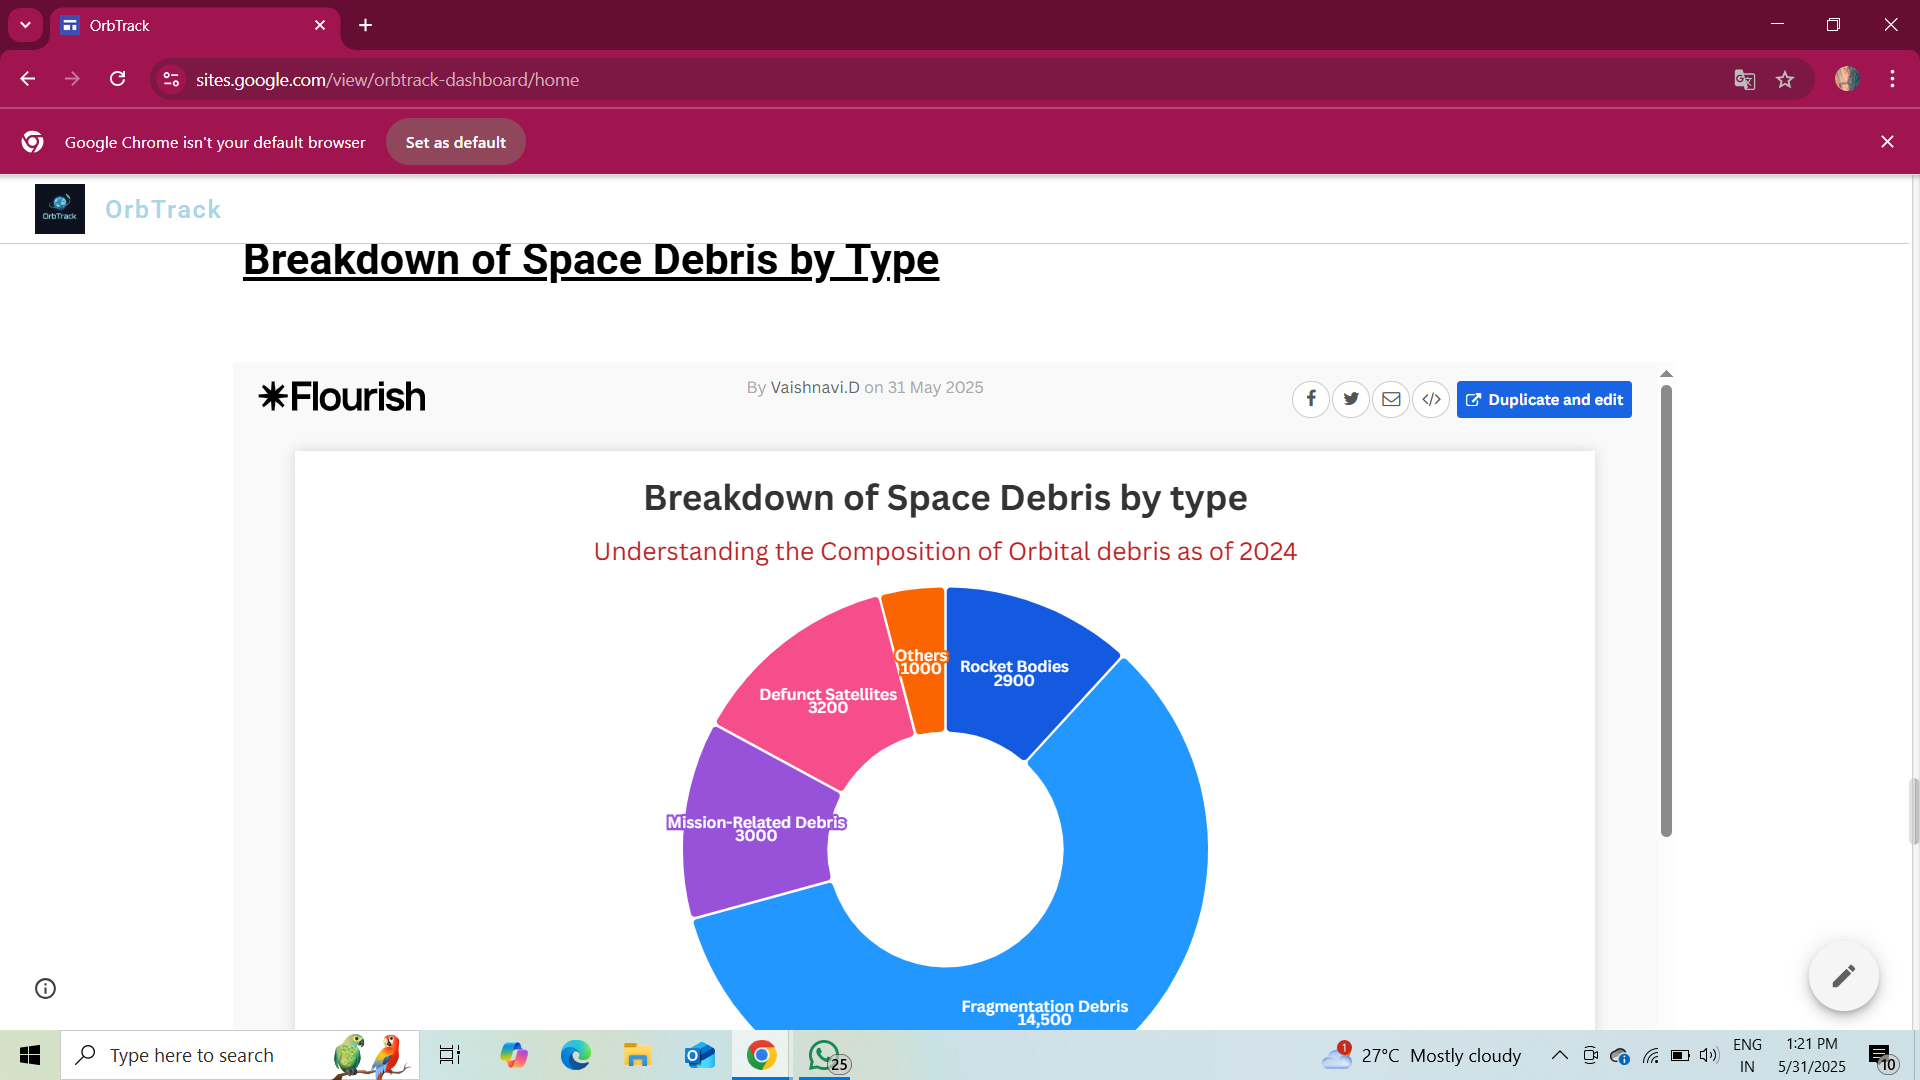 OrbTrack
sites.google.com/view/orbtrack-dashboard/home
Google Chrome isn't your default browser
Set as default
OrbTrack
OrbTrack
Breakdown of Space Debris by Type
Flourish
By Vaishnavi.D on 31 May 2025
Duplicate and edit
Breakdown of Space Debris by type
Understanding the Composition of Orbital debris as of 2024
Others
1000
Rocket Bodies
2900
Defunct Satellites
3200
Mission-Related Debris
3000
Fragmentation Debris
14,500
Type here to search
25
1
27°C Mostly cloudy
ENG
IN
1:21 PM
5/31/2025
10